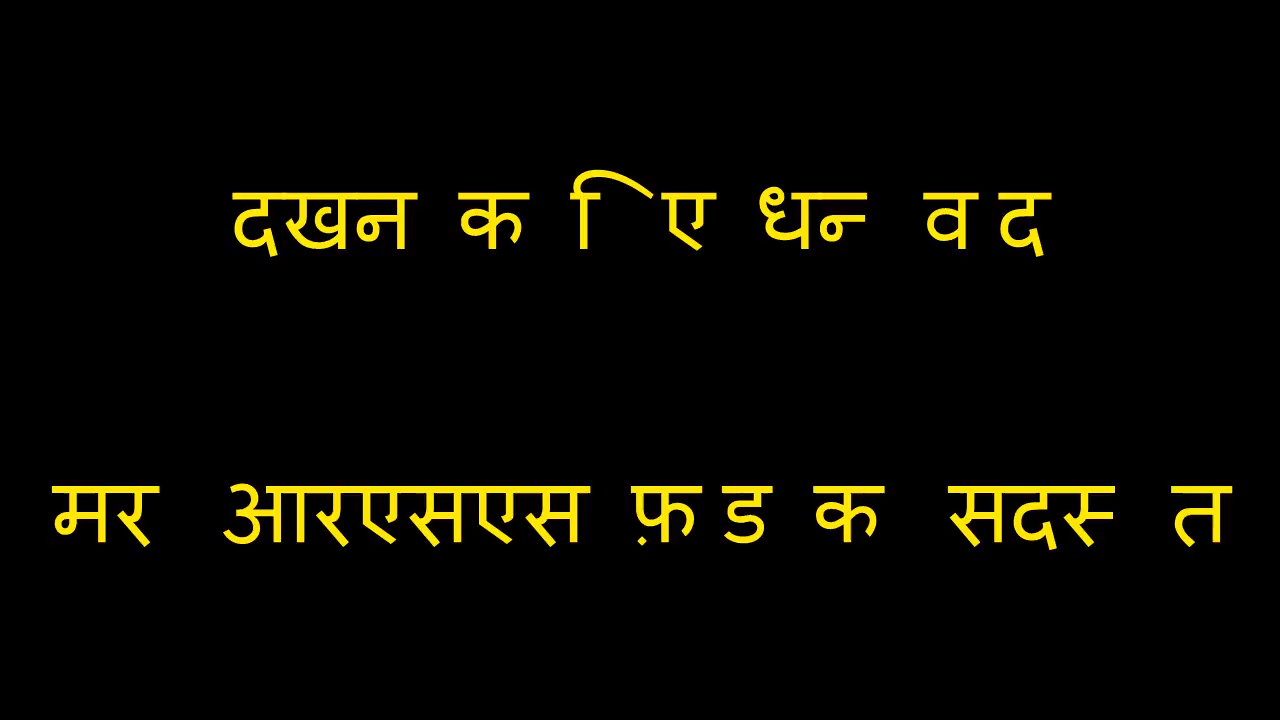 दखन क िए धन् वद
मर आरएसएस फ़ड क सदस् त